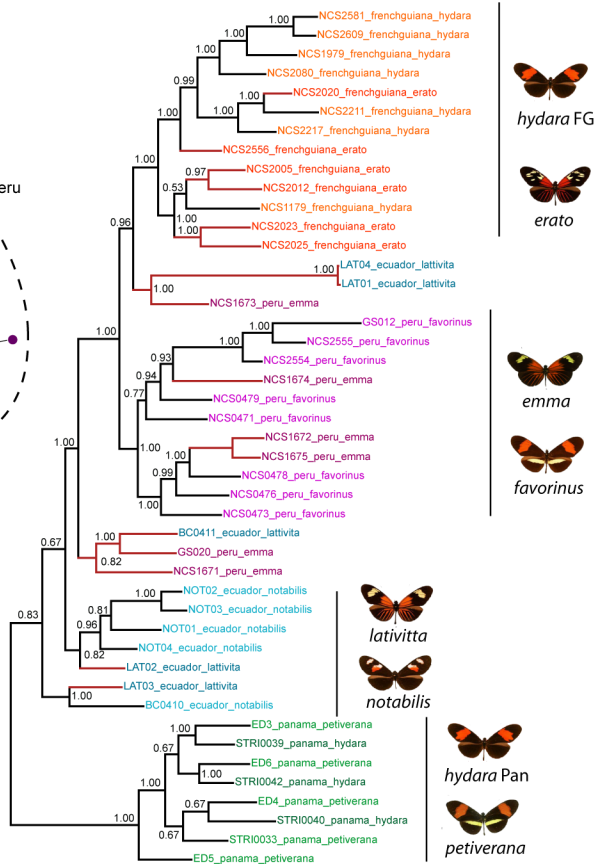 NCS2581_frenchguiana_hydara
1.00
NCS2609_frenchguiana_hydara
1.00
NCS1979_frenchguiana_hydara
1.00
NCS2080_frenchguiana_hydara
0.99
NCS2020_frenchguiana_erato
1.00
NCS2211_frenchguiana_hydara
1.00
NCS2217_frenchguiana_hydara
1.00
NCS2556_frenchguiana_erato
1.00
NCS2005_frenchguiana_erato
0.97
NCS2012_frenchguiana_erato
0.53
NCS1179_frenchguiana_hydara
1.00
NCS2023_frenchguiana_erato
1.00
NCS2025_frenchguiana_erato
hydara FG
erato
eru
0.96
LAT04_ecuador_lattivita
1.00
LAT01_ecuador_lattivita
1.00
NCS1673_peru_emma
1.00
GS012_peru_favorinus
1.00
NCS2555_peru_favorinus
1.00
NCS2554_peru_favorinus
0.93
NCS1674_peru_emma
0.94
NCS0479_peru_favorinus
0.77
NCS0471_peru_favorinus
NCS1672_peru_emma
1.00
1.00
NCS1675_peru_emma
0.99
NCS0478_peru_favorinus
NCS0476_peru_favorinus
1.00
NCS0473_peru_favorinus
emma
favorinus
1.00
BC0411_ecuador_lattivita
1.00
GS020_peru_emma
0.82
NCS1671_peru_emma
0.67
NOT02_ecuador_notabilis
1.00
NOT03_ecuador_notabilis
0.81
NOT01_ecuador_notabilis
0.96
NOT04_ecuador_notabilis
0.82
LAT02_ecuador_lattivita
0.83
LAT03_ecuador_lattivita
1.00
BC0410_ecuador_notabilis
lativitta
notabilis
ED3_panama_petiverana
1.00
STRI0039_panama_hydara
0.67
ED6_panama_petiverana
1.00
STRI0042_panama_hydara
1.00
ED4_panama_petiverana
0.67
STRI0040_panama_hydara
1.00
0.67
STRI0033_panama_petiverana
ED5_panama_petiverana
hydara Pan
petiverana